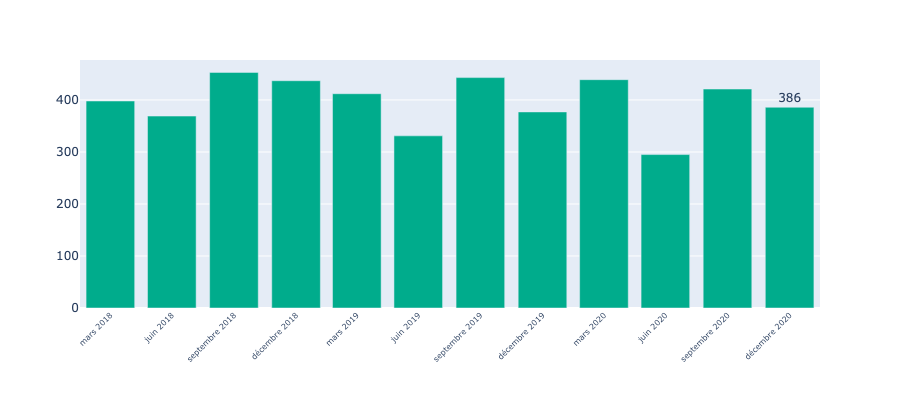 400
300
200
100
0
386
mars 2018
juin 2018
septembre 2018
décembre 2018
mars 2019
juin 2019
septembre 2019
décembre 2019
mars 2020
juin 2020
septembre 2020
décembre 2020